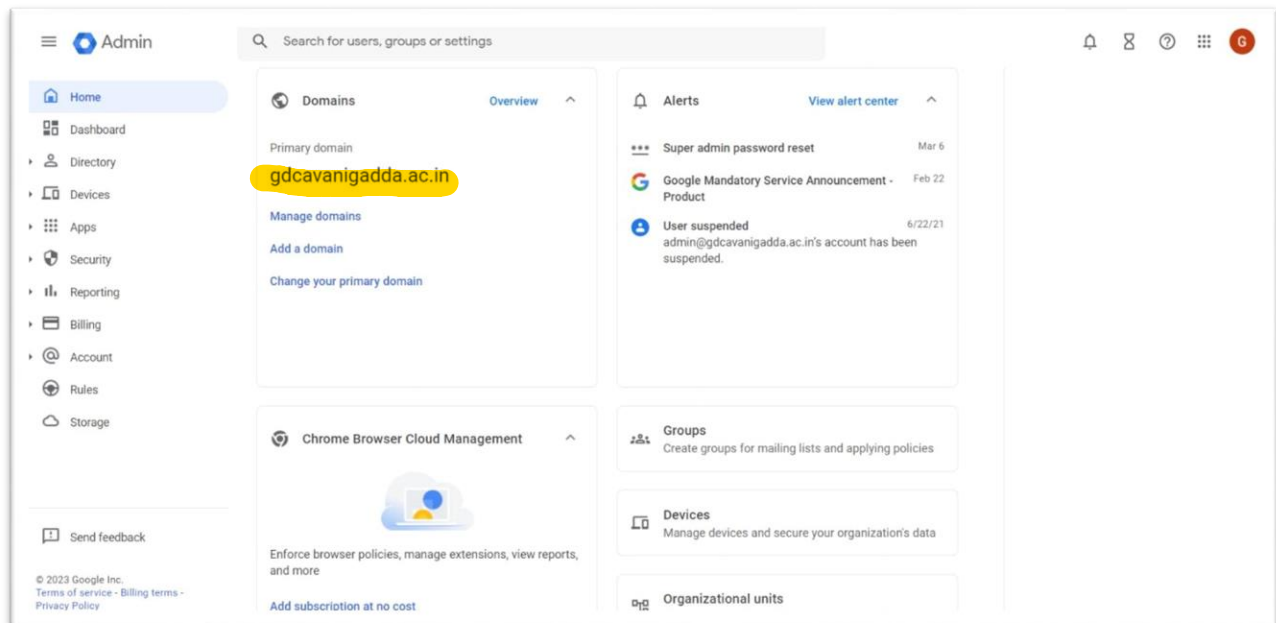 Admin
Search for users, groups or settings
G
Home
Dashboard
Directory
Devices
Apps
Security
Reporting
Billing
Account
Rules
Storage
Send feedback
© 2023 Google Inc.
Terms of service - Billing terms -
Privacy Policy
Domains
Overview
Primary domain
gdcavanigadda.ac.in
Manage domains
Add a domain
Change your primary domain
Alerts
View alert center
Super admin password reset Mar 6
Google Mandatory Service Announcement - Feb 22
Product
User suspended 6/22/21
admin@gdcavanigadda.ac.in's account has been
suspended.
Chrome Browser Cloud Management
Enforce browser policies, manage extensions, view reports,
and more
Add subscription at no cost
Groups
Create groups for mailing lists and applying policies
Devices
Manage devices and secure your organization's data
Organizational units